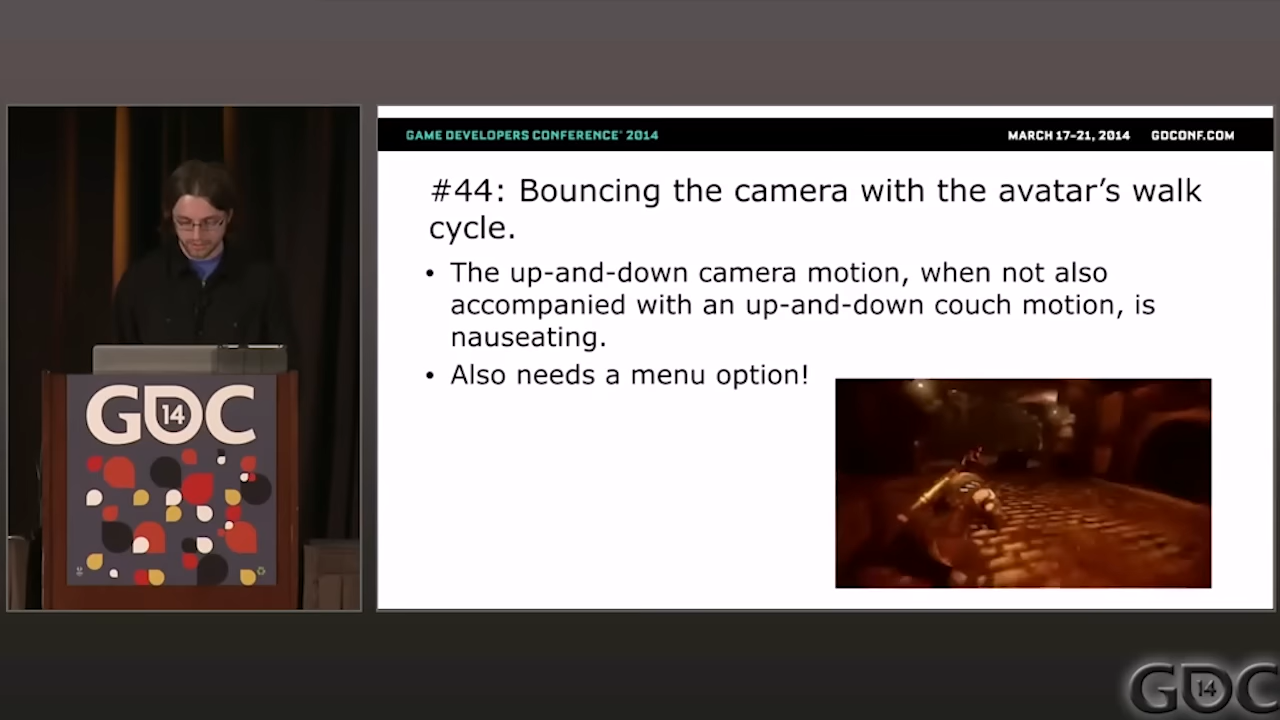 GAME DEVELOPERS CONFERENCE® 2014
MARCH 17–21, 2014 GDCONF.COM
#44: Bouncing the camera with the avatar’s walk
cycle.
• The up-and-down camera motion, when not also
accompanied with an up-and-down couch motion, is
nauseating.
• Also needs a menu option!
GDC
14
GDC
14